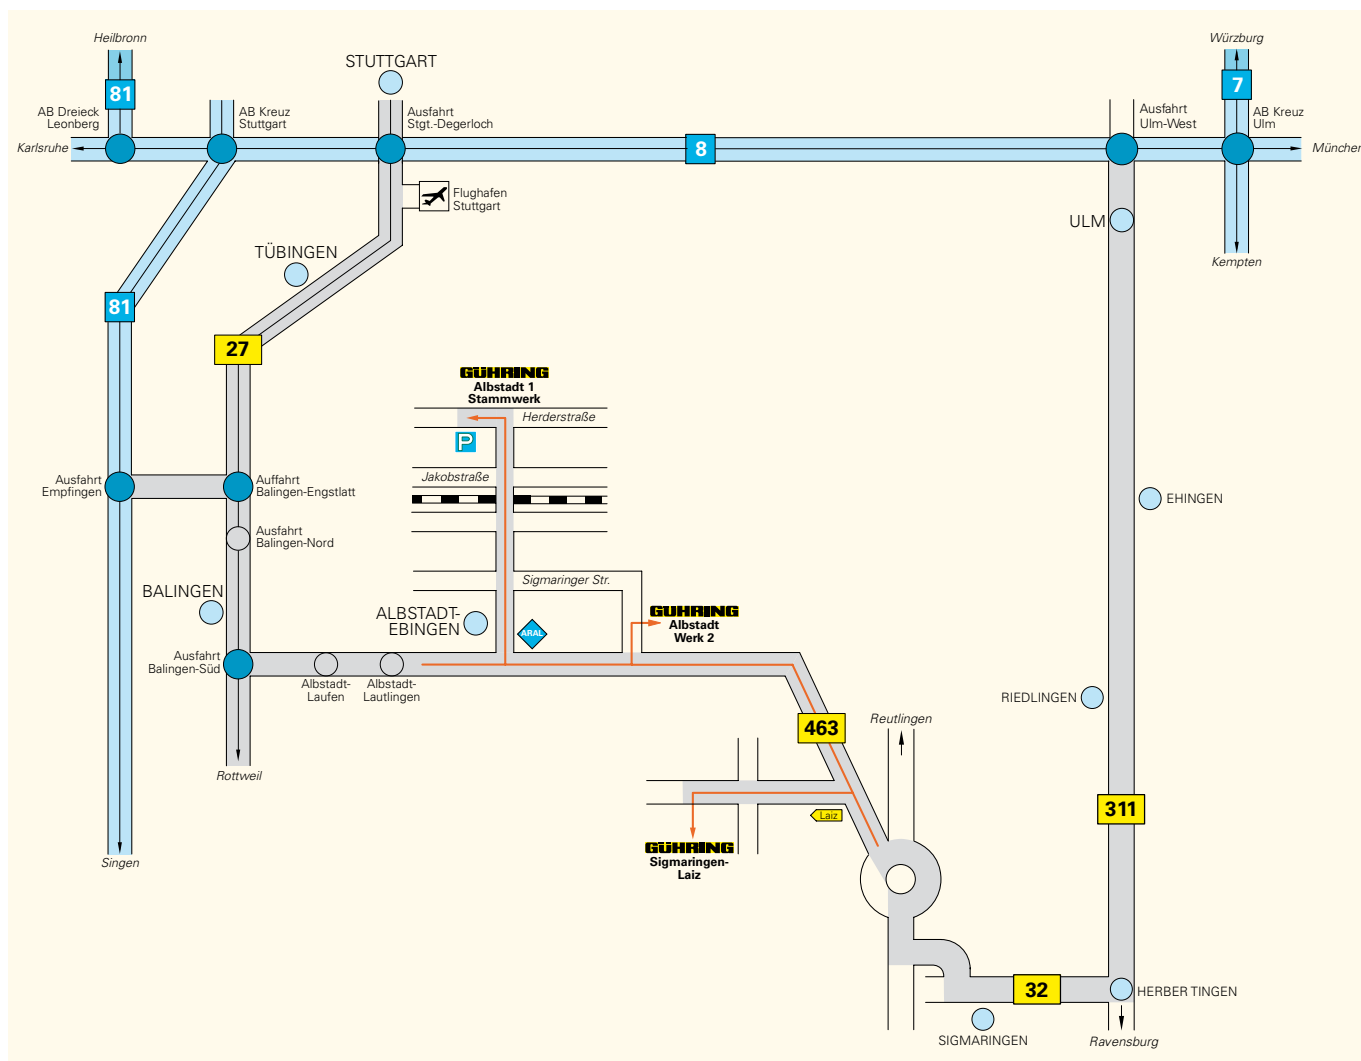 Heilbronn
Würzburg
STUTTGART
81
7
AB Dreieck
Leonberg
AB Kreuz
Stuttgart
Ausfahrt
Stgt.-Degerloch
Ausfahrt
Ulm-West
AB Kreuz
Ulm
Karlsruhe
8
München
Flughafen
Stuttgart
ULM
TÜBINGEN
Kempten
81
27
GÜHRING
Albstadt 1
Stammwerk
Herderstraße
P
Jakobstraße
Ausfahrt
Empfingen
Auffahrt
Balingen-Engstlatt
EHINGEN
Ausfahrt
Balingen-Nord
Sigmaringer Str.
BALINGEN
ALBSTADT-
EBINGEN
ARAL
GÜHRING
Albstadt
Werk 2
Ausfahrt
Balingen-Süd
Albstadt-
Laufen
Albstadt-
Lautlingen
RIEDLINGEN
463
Reutlingen
Rottweil
311
Laiz
GÜHRING
Sigmaringen-
Laiz
Singen
32
HERBER TINGEN
SIGMARINGEN
Ravensburg